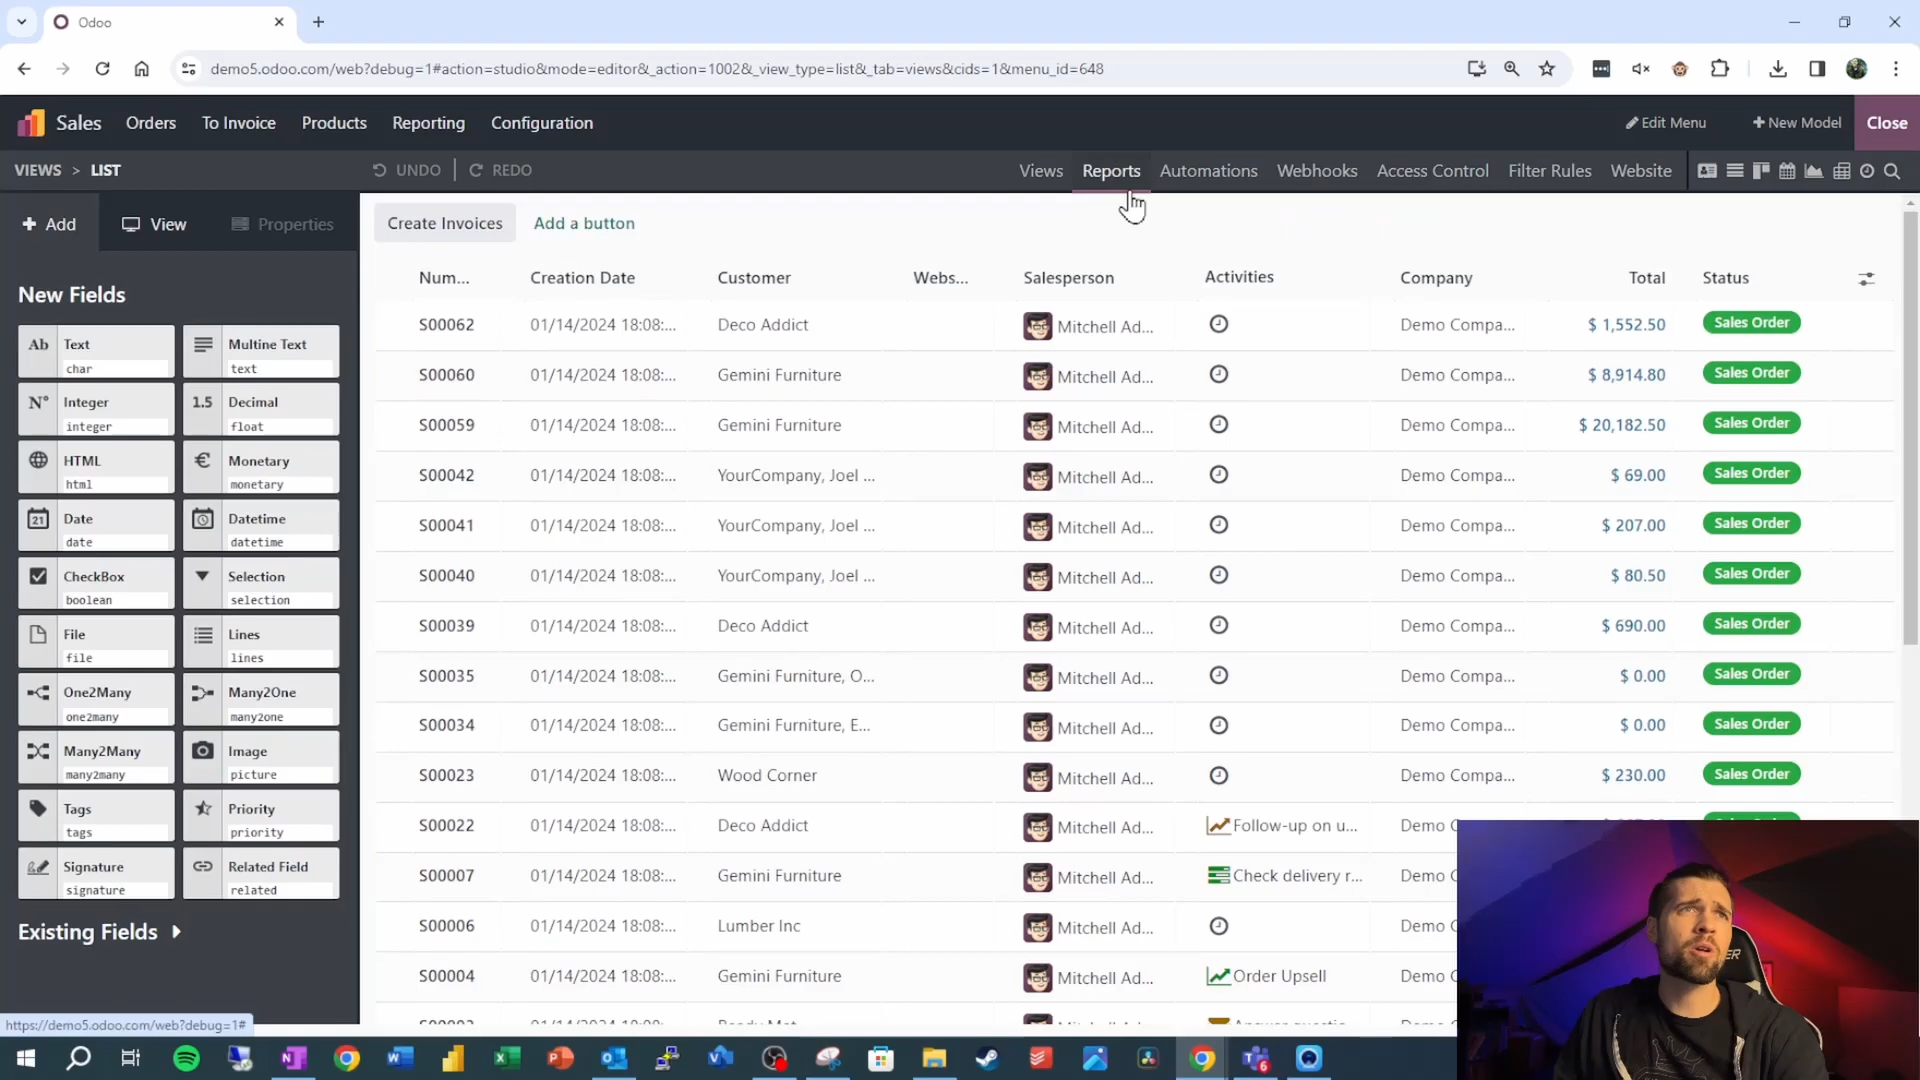 Odoo
demo5.odoo.com/web?debug=1#action=studio&mode=editor&_action=1002&_view_type=list&_tab=views&cids=1&menu_id=648
Sales Orders To Invoice Products Reporting Configuration Edit Menu + New Model Close
VIEWS > LIST UNDO REDO Views Reports Automations Webhooks Access Control Filter Rules Website
+ Add View Properties
Create Invoices Add a button
New Fields
Ab Text char
Multine Text text
N° Integer integer
1.5 Decimal float
HTML html
€ Monetary monetary
21 Date date
Datetime datetime
CheckBox boolean
Selection selection
File file
Lines lines
One2Many one2many
Many2One many2one
Many2Many many2many
Image picture
Tags tags
Priority priority
Signature signature
Related Field related
Existing Fields
Num... Creation Date Customer Webs... Salesperson Activities Company Total Status
S00062 01/14/2024 18:08:... Deco Addict Mitchell Ad... Demo Compa... $ 1,552.50 Sales Order
S00060 01/14/2024 18:08:... Gemini Furniture Mitchell Ad... Demo Compa... $ 8,914.80 Sales Order
S00059 01/14/2024 18:08:... Gemini Furniture Mitchell Ad... Demo Compa... $ 20,182.50 Sales Order
S00042 01/14/2024 18:08:... YourCompany, Joel ... Mitchell Ad... Demo Compa... $ 69.00 Sales Order
S00041 01/14/2024 18:08:... YourCompany, Joel ... Mitchell Ad... Demo Compa... $ 207.00 Sales Order
S00040 01/14/2024 18:08:... YourCompany, Joel ... Mitchell Ad... Demo Compa... $ 80.50 Sales Order
S00039 01/14/2024 18:08:... Deco Addict Mitchell Ad... Demo Compa... $ 690.00 Sales Order
S00035 01/14/2024 18:08:... Gemini Furniture, O... Mitchell Ad... Demo Compa... $ 0.00 Sales Order
S00034 01/14/2024 18:08:... Gemini Furniture, E... Mitchell Ad... Demo Compa... $ 0.00 Sales Order
S00023 01/14/2024 18:08:... Wood Corner Mitchell Ad... Demo Compa... $ 230.00 Sales Order
S00022 01/14/2024 18:08:... Deco Addict Mitchell Ad... Follow-up on u... Demo C
S00007 01/14/2024 18:08:... Gemini Furniture Mitchell Ad... Check delivery r... Demo C
S00006 01/14/2024 18:08:... Lumber Inc Mitchell Ad... Demo C
S00004 01/14/2024 18:08:... Gemini Furniture Mitchell Ad... Order Upsell Demo C
https://demo5.odoo.com/web?debug=1#